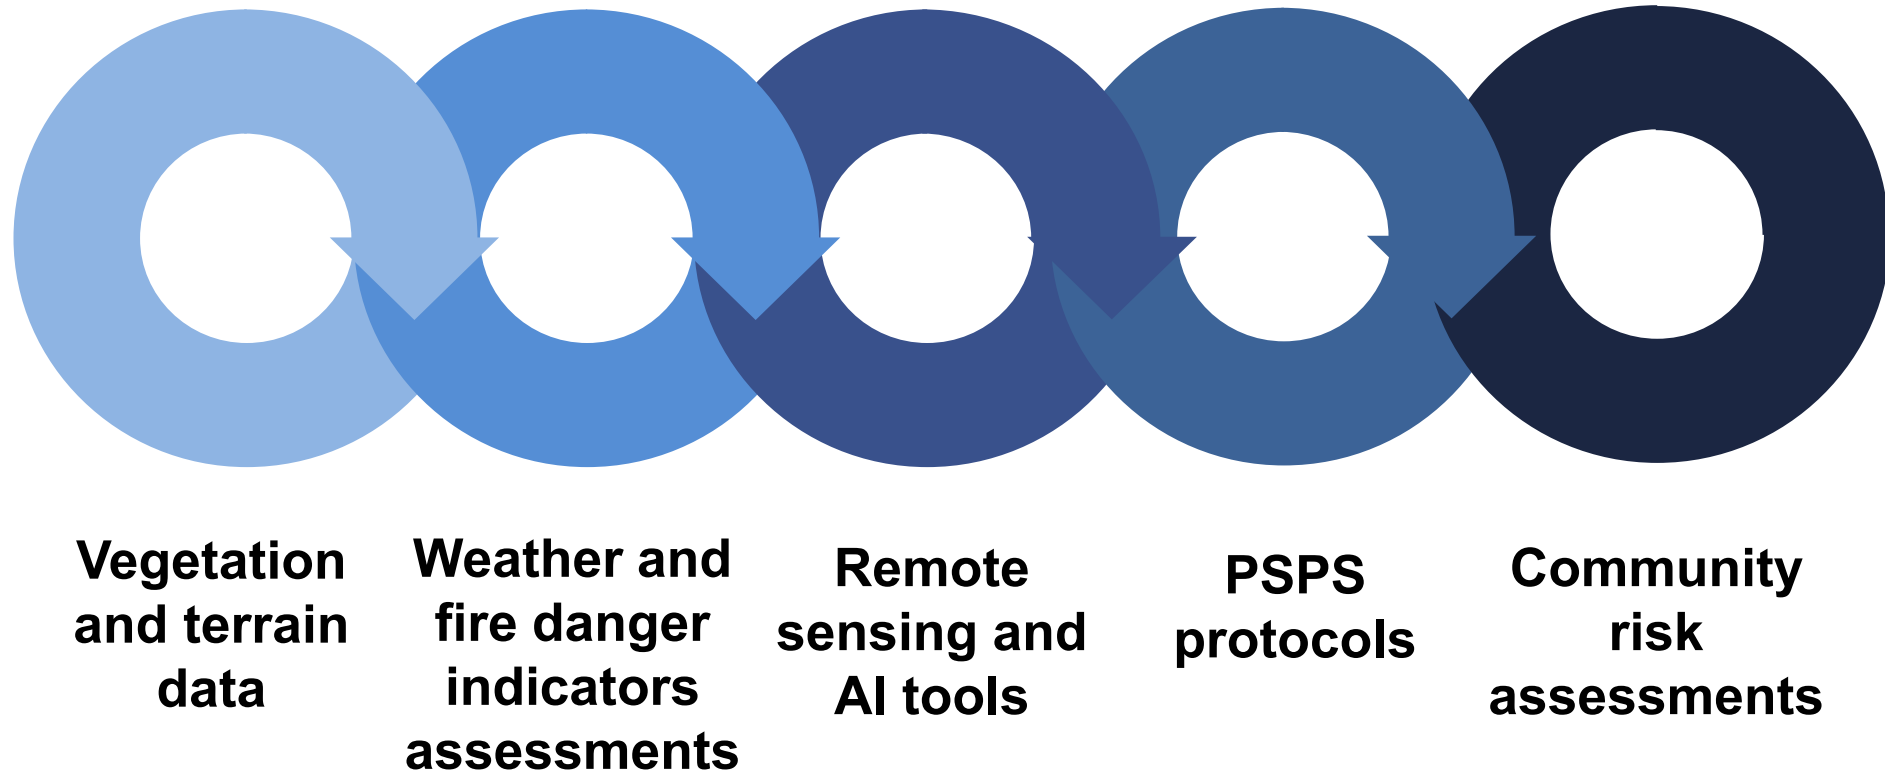 Vegetation
and terrain
data
Weather and
fire danger
indicators
assessments
Remote
sensing and
AI tools
PSPS
protocols
Community
risk
assessments